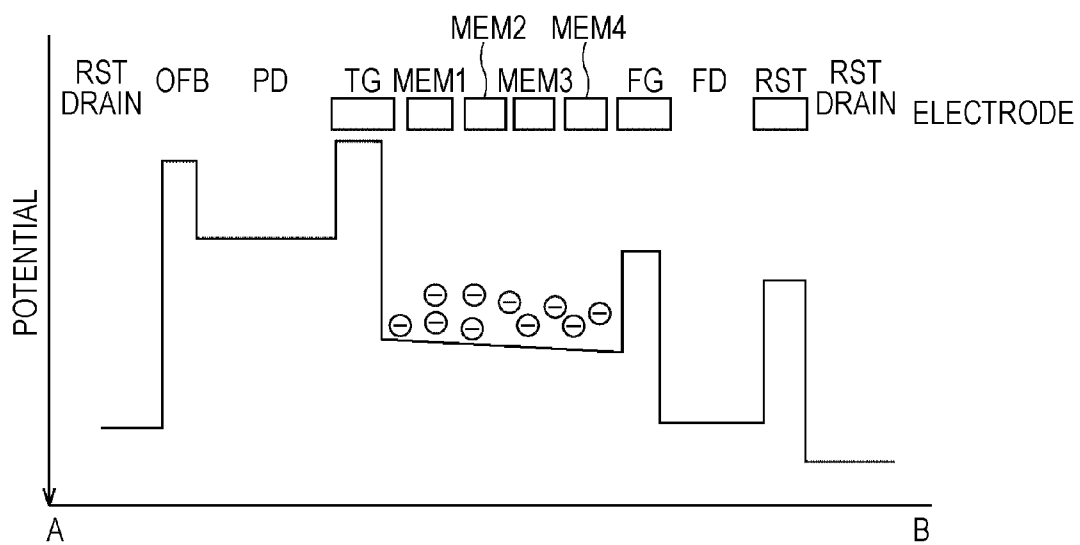 MEM2 MEM4
RST DRAIN OFB PD TG MEM1 MEM3 FG FD RST RST DRAIN
ELECTRODE
POTENTIAL
⊖ ⊖ ⊖ ⊖
⊖ ⊖ ⊖ ⊖ ⊖ ⊖
A B